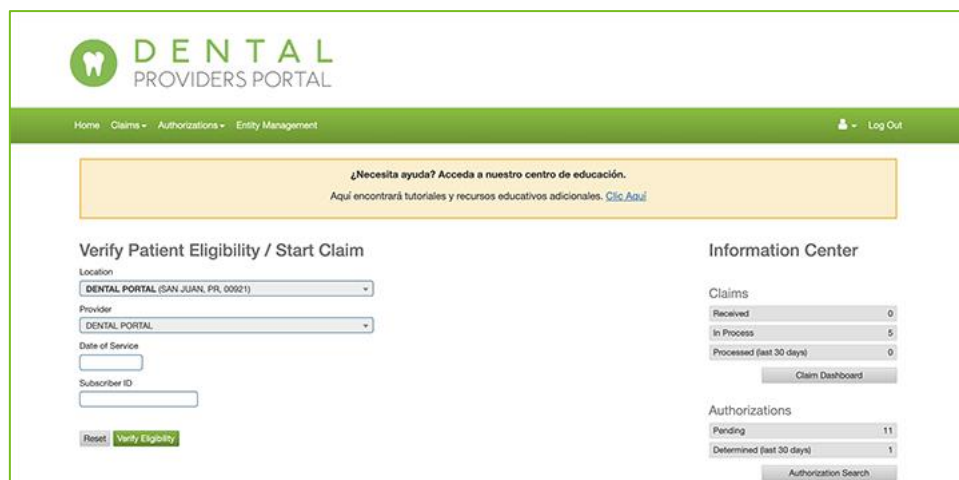 DENTAL
PROVIDERS PORTAL
Home Claims Authorizations Entity Management Log Out
¿Necesita ayuda? Acceda a nuestro centro de educación.
Aquí encontrará tutoriales y recursos educativos adicionales. Clic Aquí
Verify Patient Eligibility / Start Claim
Location
DENTAL PORTAL (SAN JUAN, PR, 00921)
Provider
DENTAL PORTAL
Date of Service
Subscriber ID
Reset Verify Eligibility
Information Center
Claims
Received 0
In Process 5
Processed (last 30 days) 0
Claim Dashboard
Authorizations
Pending 11
Determined (last 30 days) 1
Authorization Search